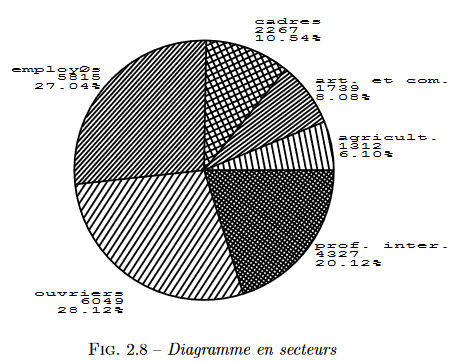 cadres
2267
10.54%
art. et com.
1739
8.08%
agricult.
1312
6.10%
prof. inter.
4327
20.12%
ouvriers
6049
28.12%
5815
27.04%
FIG. 2.8 – Diagramme en secteurs